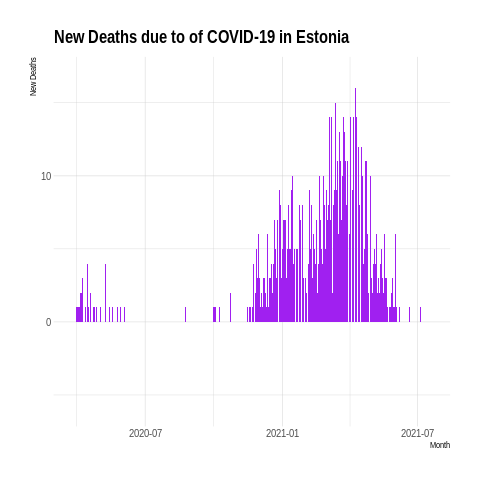 New Deaths due to of COVID-19 in Estonia
New Deaths
10
0
2020-07
2021-01
2021-07
Month